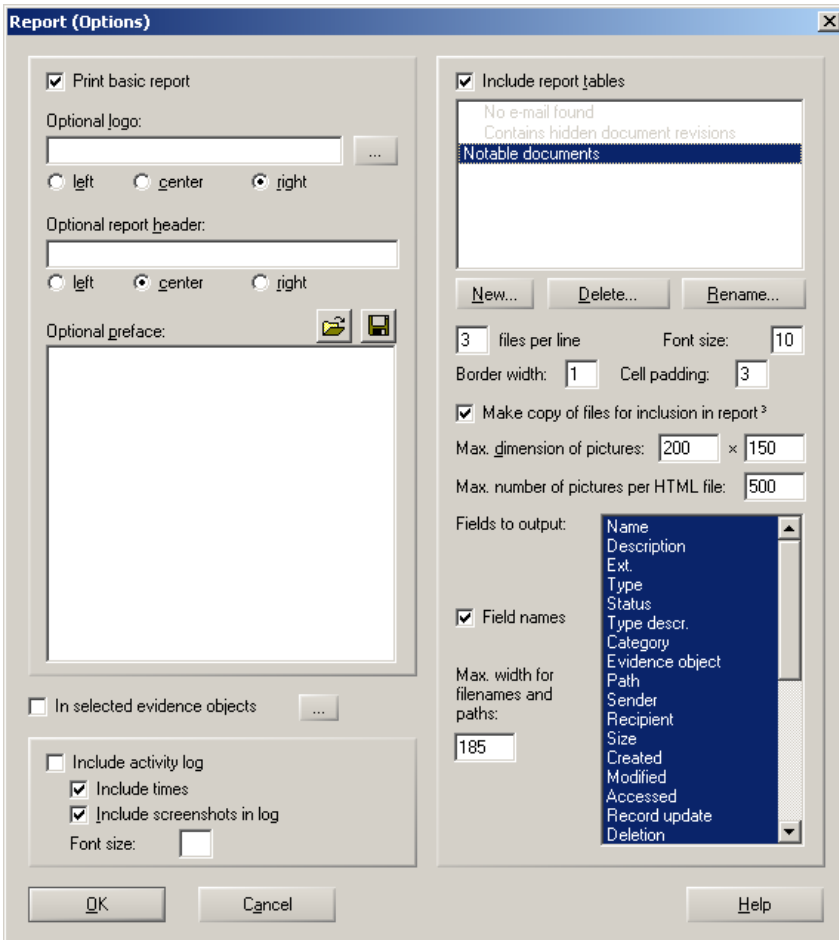 Report (Options)
Print basic report
Optional logo:
...
left center right
Optional report header:
left center right
Optional preface:
In selected evidence objects ...
Include activity log
Include times
Include screenshots in log
Font size:
Include report tables
No e-mail found
Contains hidden document revisions
Notable documents
New... Delete... Rename...
3 files per line Font size: 10
Border width: 1 Cell padding: 3
Make copy of files for inclusion in report ³
Max. dimension of pictures: 200 × 150
Max. number of pictures per HTML file: 500
Fields to output:
Name
Description
Ext.
Type
Status
Type descr.
Category
Evidence object
Path
Sender
Recipient
Size
Created
Modified
Accessed
Record update
Deletion
Field names
Max. width for
filenames and
paths:
185
OK Cancel Help